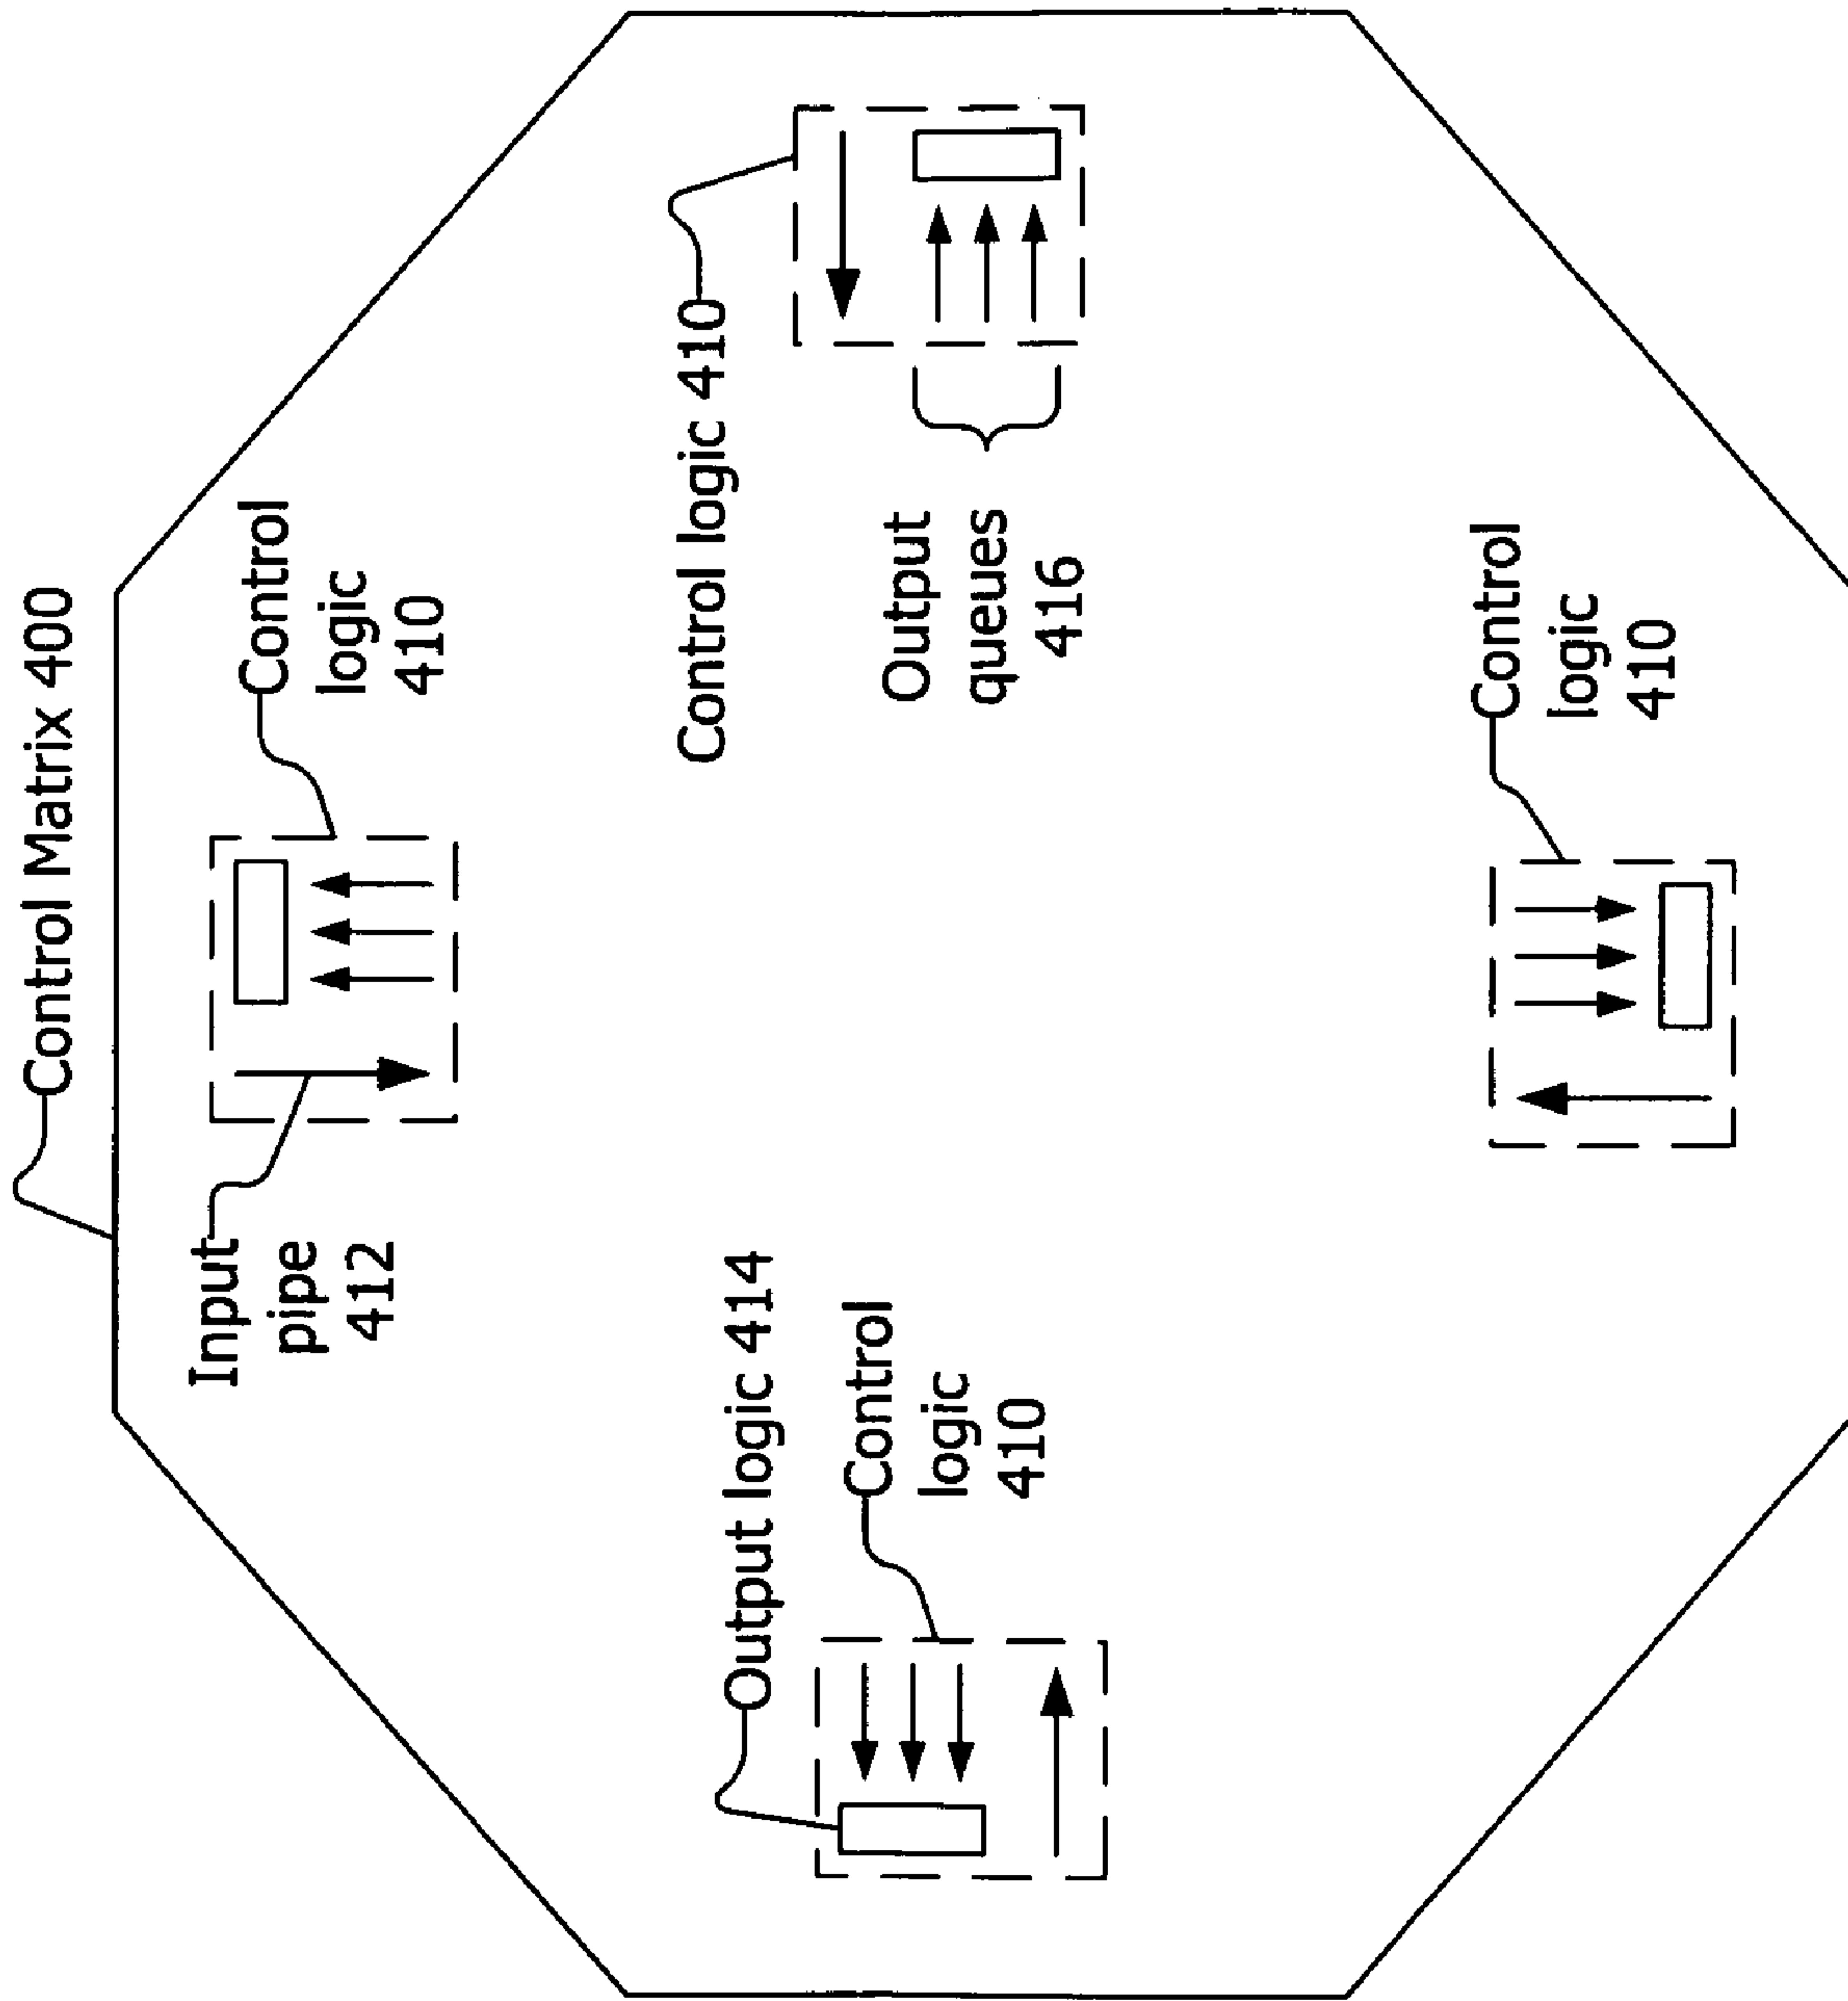 Control Matrix 400
Input
pipe
412
Control
logic
410
Output logic 414
Control
logic
410
Control logic 410
Output
queues
416
Control
logic
410